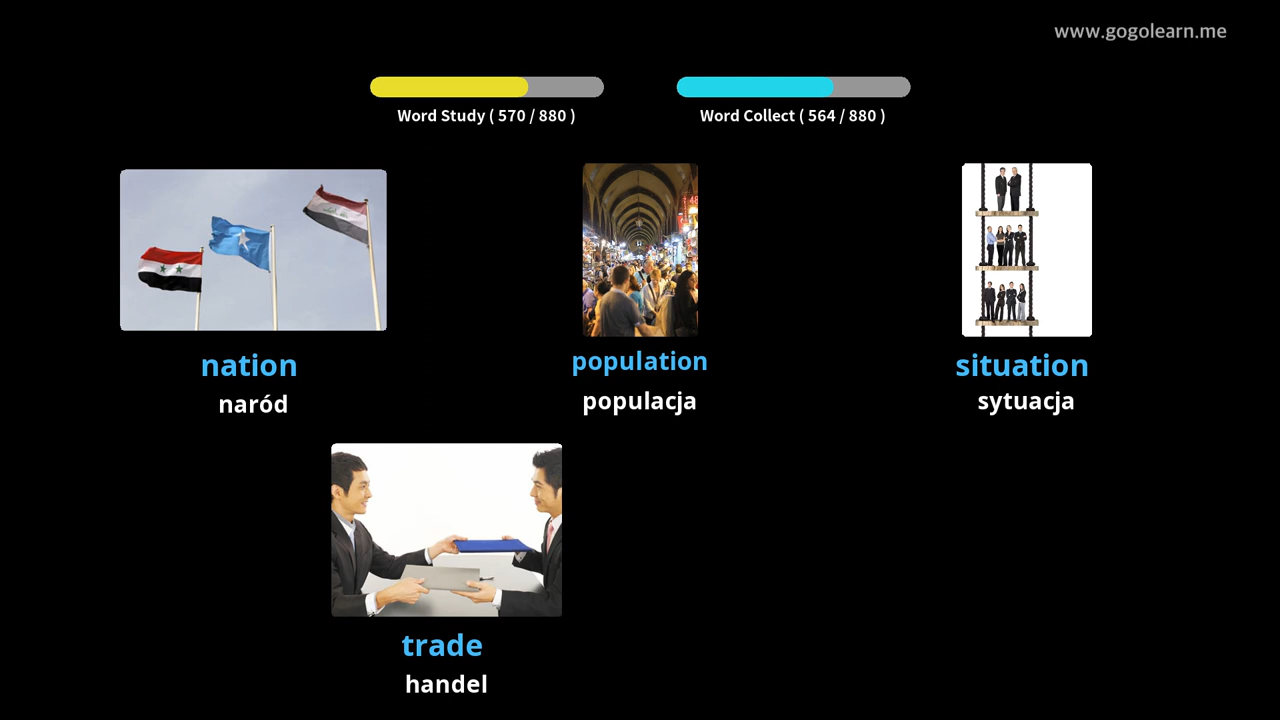 www.gogolearn.me
Word Study ( 570 / 880 )
Word Collect ( 564 / 880 )
nation
naród
population
populacja
situation
sytuacja
trade
handel